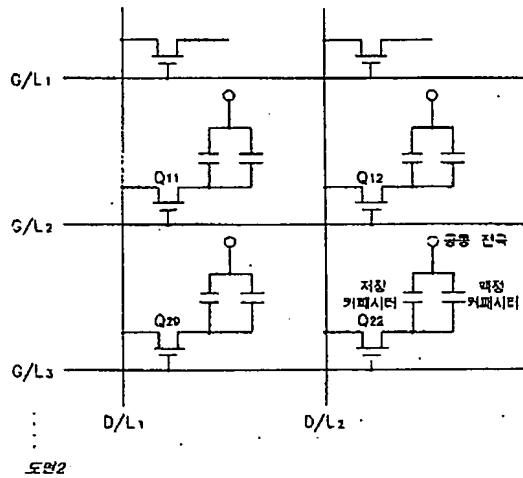 G/L1
Q11
Q12
G/L2
공통 전극
저장
커패시터
액정
커패시터
Q20
Q22
G/L3
D/L1
D/L2
도면2